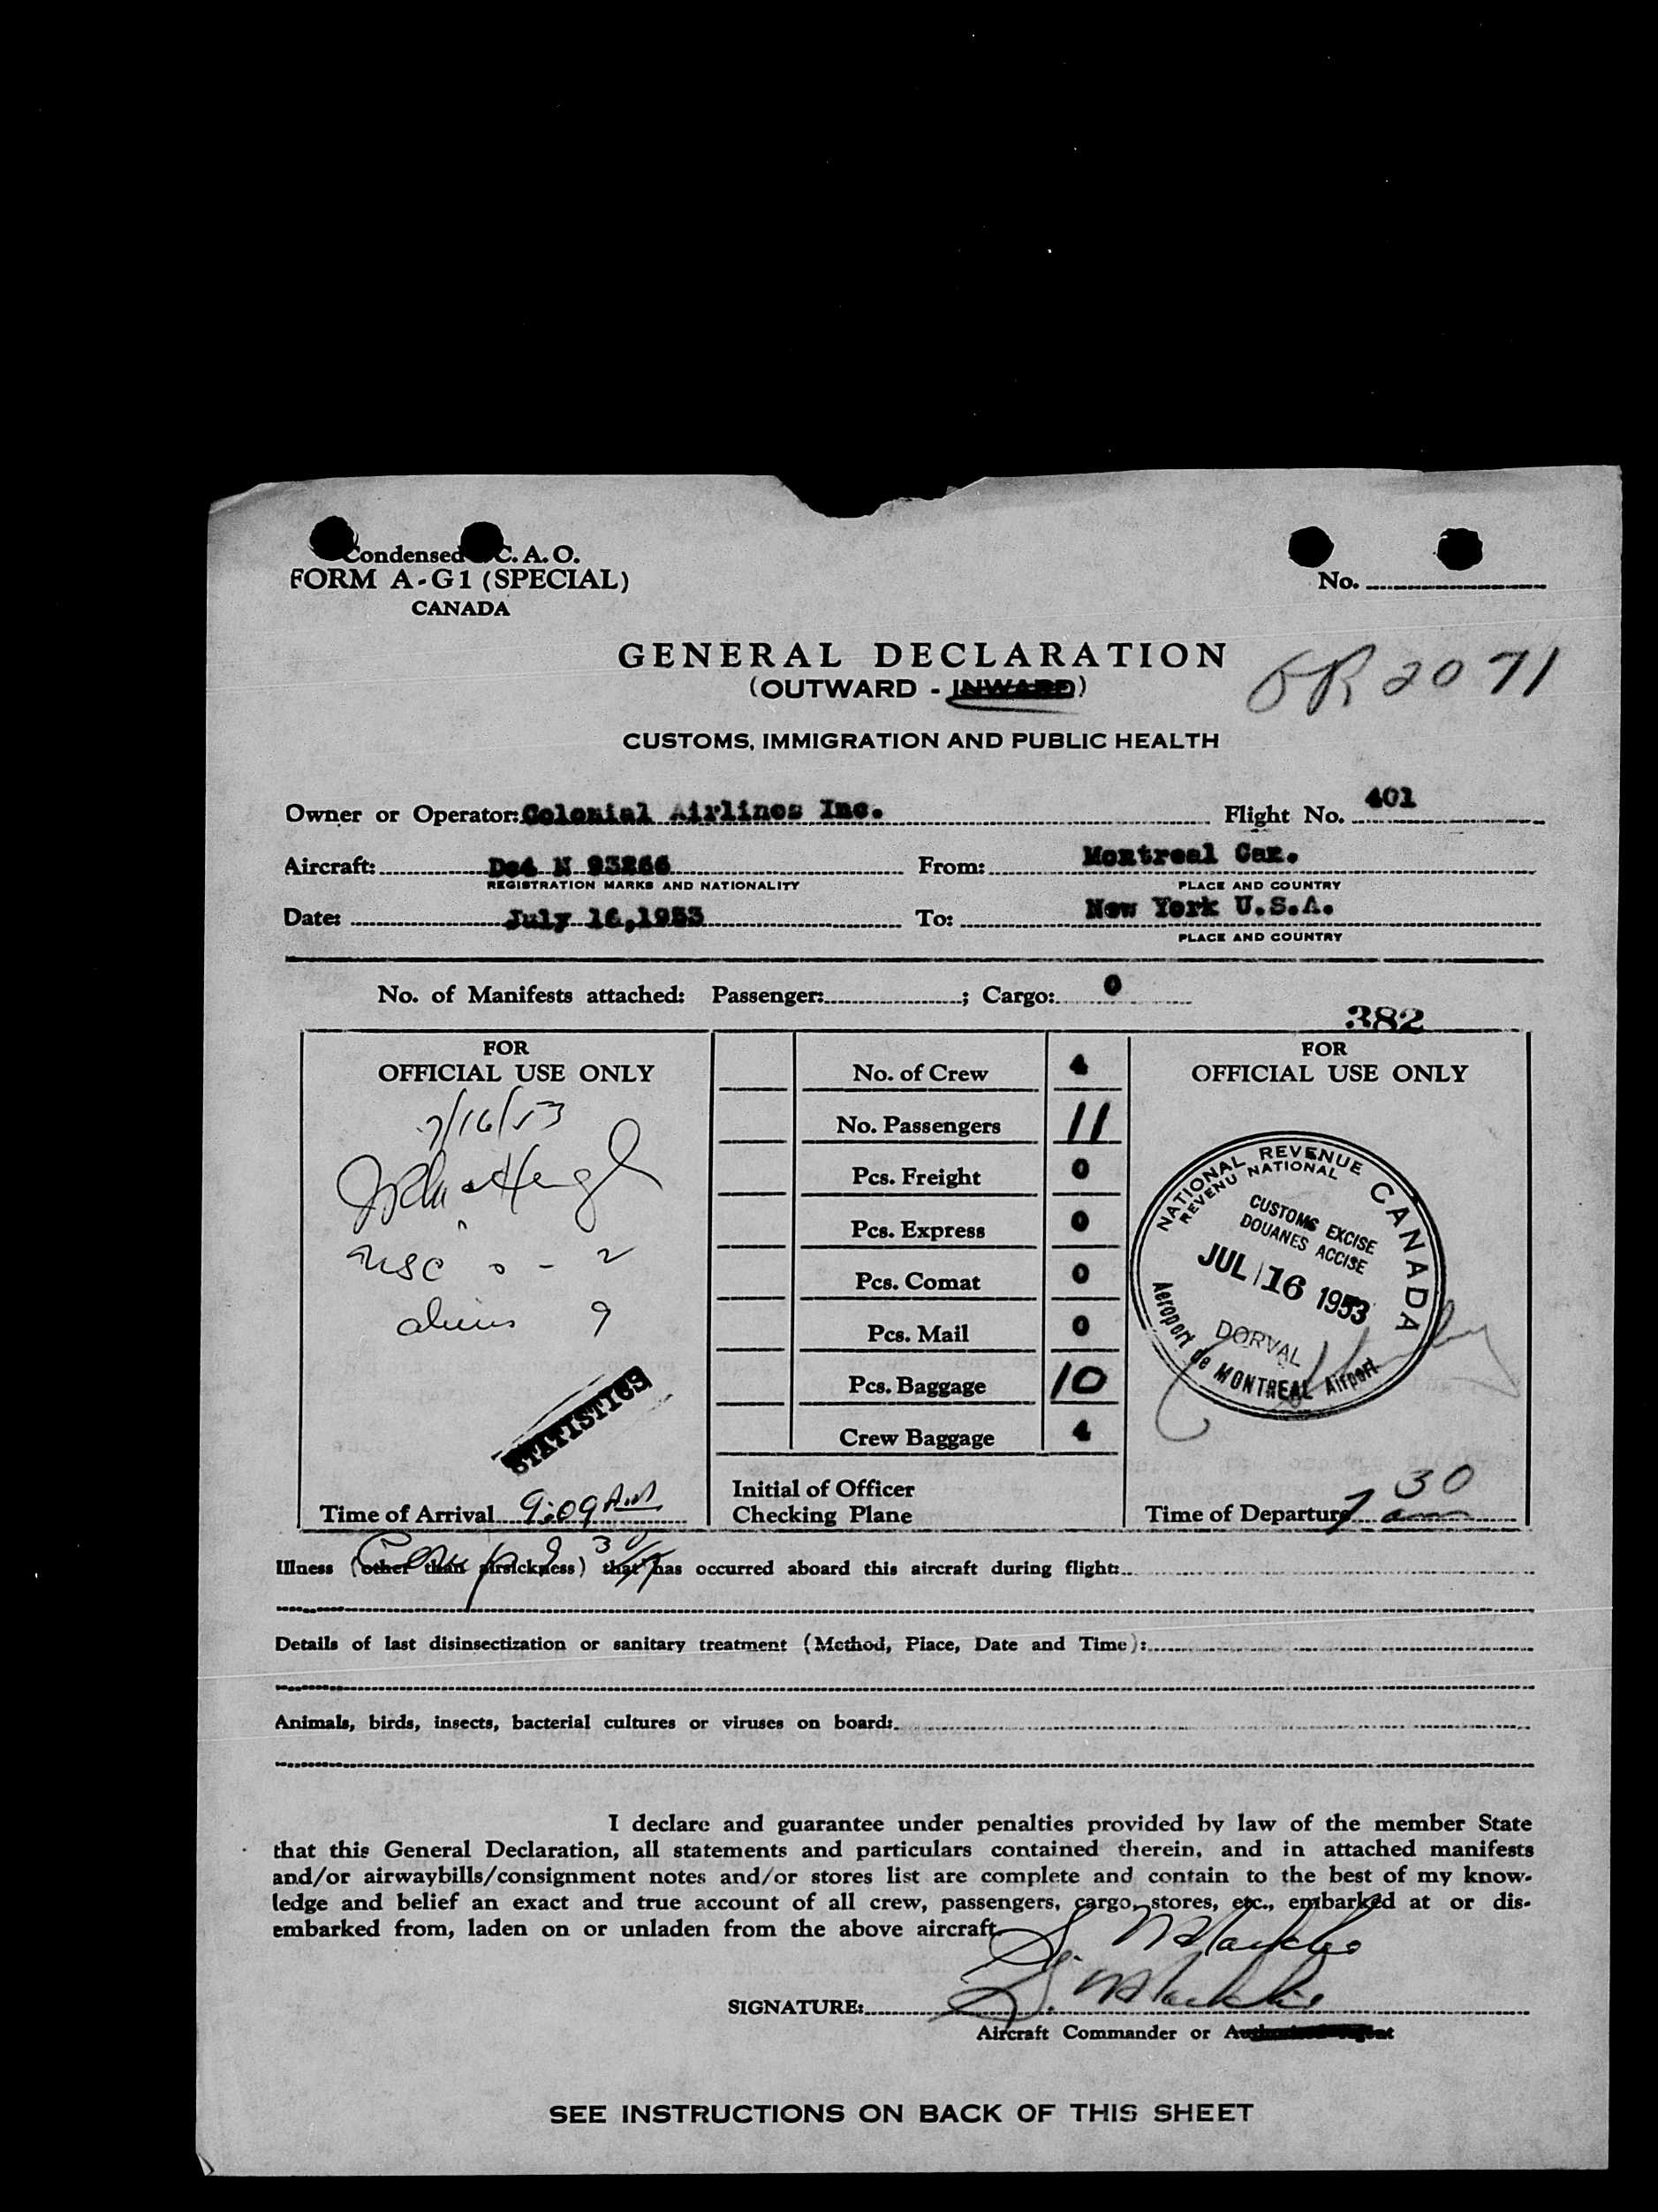 Condensed C. A. O.
FORM A-G1 (SPECIAL)
CANADA
No.
GENERAL DECLARATION
(OUTWARD - INWARD)
2071
CUSTOMS, IMMIGRATION AND PUBLIC HEALTH
Owner or Operator: Colonial Airlines Inc. Flight No. 401
Aircraft: Dc4 N 93266 From: Montreal Can.
REGISTRATION MARKS AND NATIONALITY PLACE AND COUNTRY
Date: July 16,1953 To: New York U.S.A.
PLACE AND COUNTRY
No. of Manifests attached: Passenger: ; Cargo: 0
382
FOR
OFFICIAL USE ONLY
7/16/53
USC 0 - 2
aliens 9
STATISTICS
Time of Arrival 9:09 AM
No. of Crew 4
No. Passengers 11
Pcs. Freight 0
Pcs. Express 0
Pcs. Comat 0
Pcs. Mail 0
Pcs. Baggage 10
Crew Baggage 4
Initial of Officer
Checking Plane
FOR
OFFICIAL USE ONLY
NATIONAL REVENUE CANADA
REVENU NATIONAL
CUSTOMS EXCISE
DOUANES ACCISE
JUL 16 1953
DORVAL
Aeroport de MONTREAL Airport
Time of Departure 7 30 am
Illness (other than airsickness) that has occurred aboard this aircraft during flight:
Details of last disinsectization or sanitary treatment (Method, Place, Date and Time):
Animals, birds, insects, bacterial cultures or viruses on board:
I declare and guarantee under penalties provided by law of the member State
that this General Declaration, all statements and particulars contained therein, and in attached manifests
and/or airwaybills/consignment notes and/or stores list are complete and contain to the best of my know-
ledge and belief an exact and true account of all crew, passengers, cargo, stores, etc., embarked at or dis-
embarked from, laden on or unladen from the above aircraft.
SIGNATURE:
Aircraft Commander or Authorized Agent
SEE INSTRUCTIONS ON BACK OF THIS SHEET